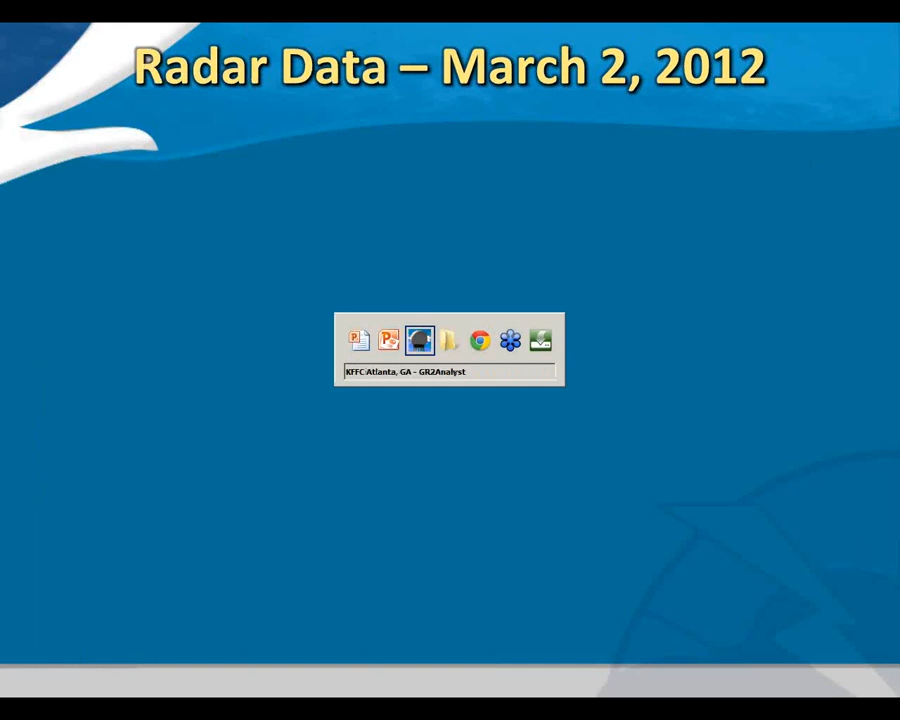 Radar Data – March 2, 2012
KFFC Atlanta, GA - GR2Analyst